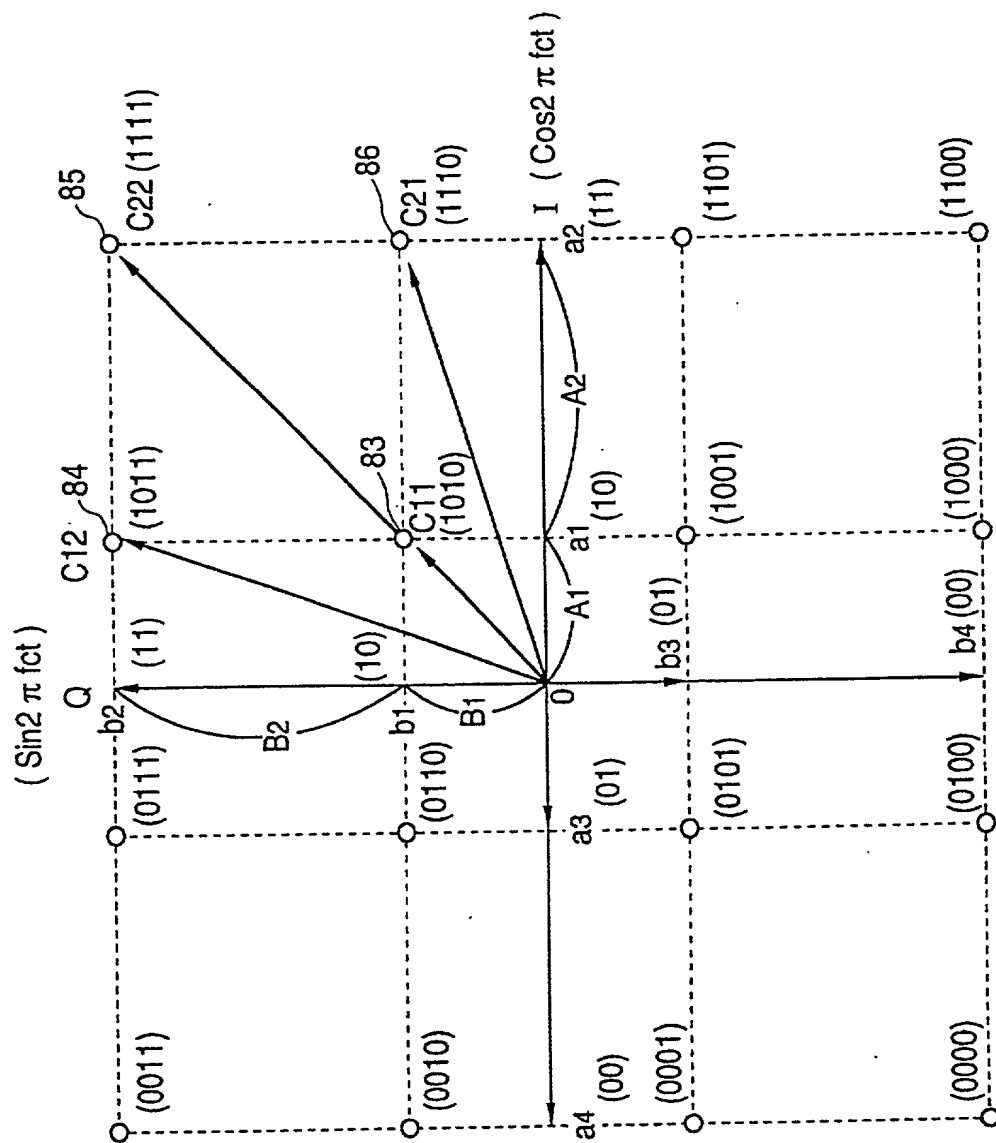 ( Sin2 π fct )
Q
84
85
C12
C22 (1111)
b2
(0011)
(0111)
(11)
(1011)
B2
83
86
C21
(1110)
C11
(1010)
b1
(10)
(0010)
(0110)
B1
I ( Cos2 π fct )
0
A1
A2
a4
(00)
a3
(01)
a1
(10)
a2
(11)
b3 (01)
(0001)
(0101)
(1001)
(1101)
b4 (00)
(0000)
(0100)
(1000)
(1100)